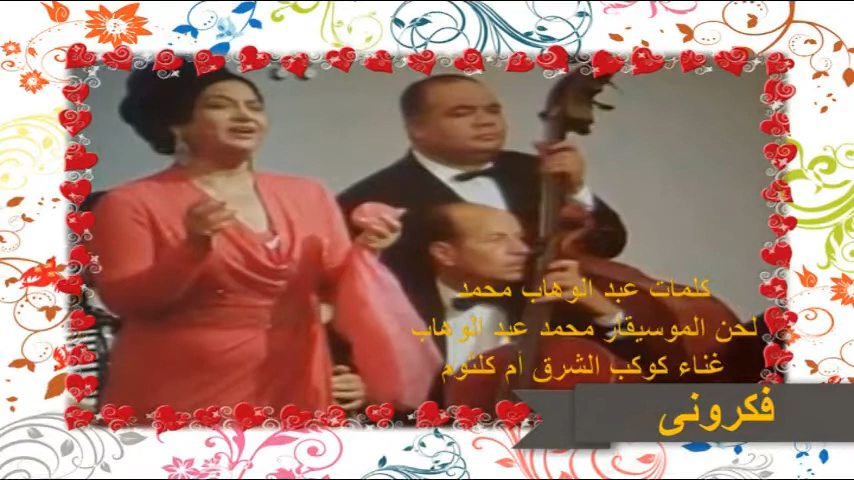 كلمات عبد الوهاب محمد
لحن الموسيقار محمد عبد الوهاب
غناء كوكب الشرق أم كلثوم
فكرونى